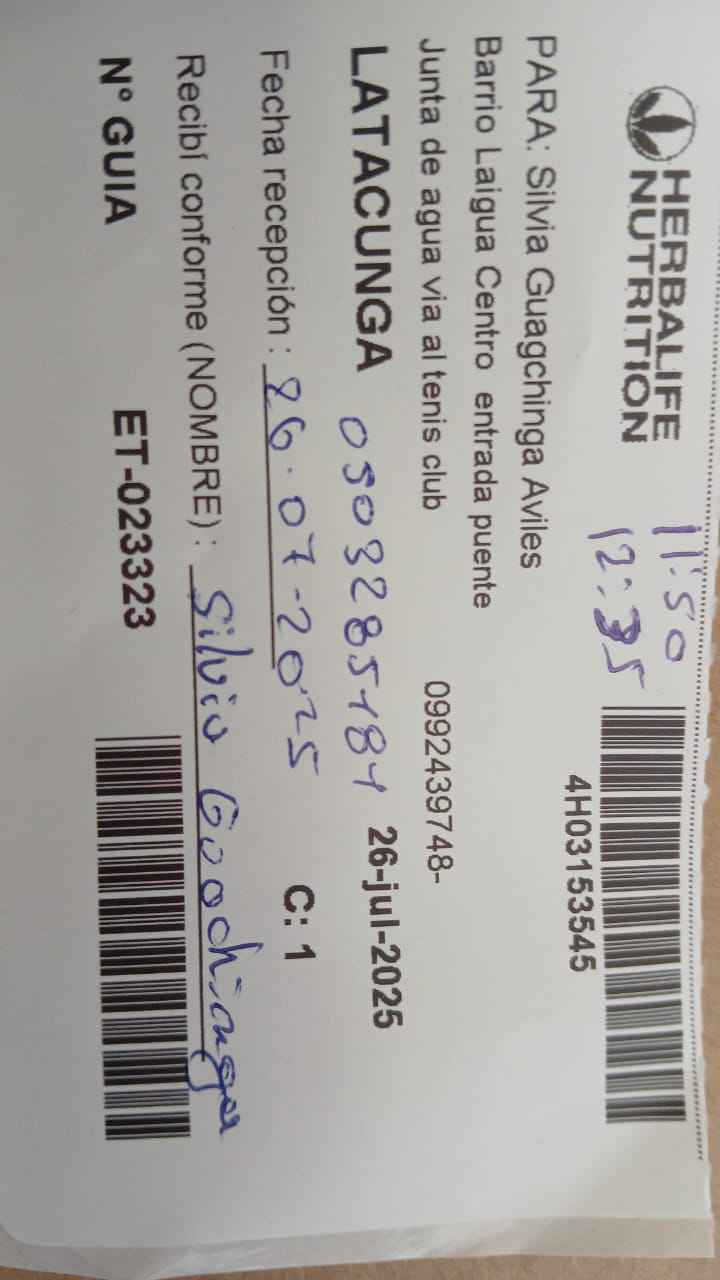 HERBALIFE
NUTRITION
11:50
12:35
4H03153545
PARA: Silvia Guagchinga Aviles
Barrio Laigua Centro entrada puente
Junta de agua via al tenis club 0992439748-
LATACUNGA 0503285184 26-jul-2025
Fecha recepción : 26-07-2025 C: 1
Recibí conforme (NOMBRE) : Silvia Guachinga
N° GUIA ET-023323